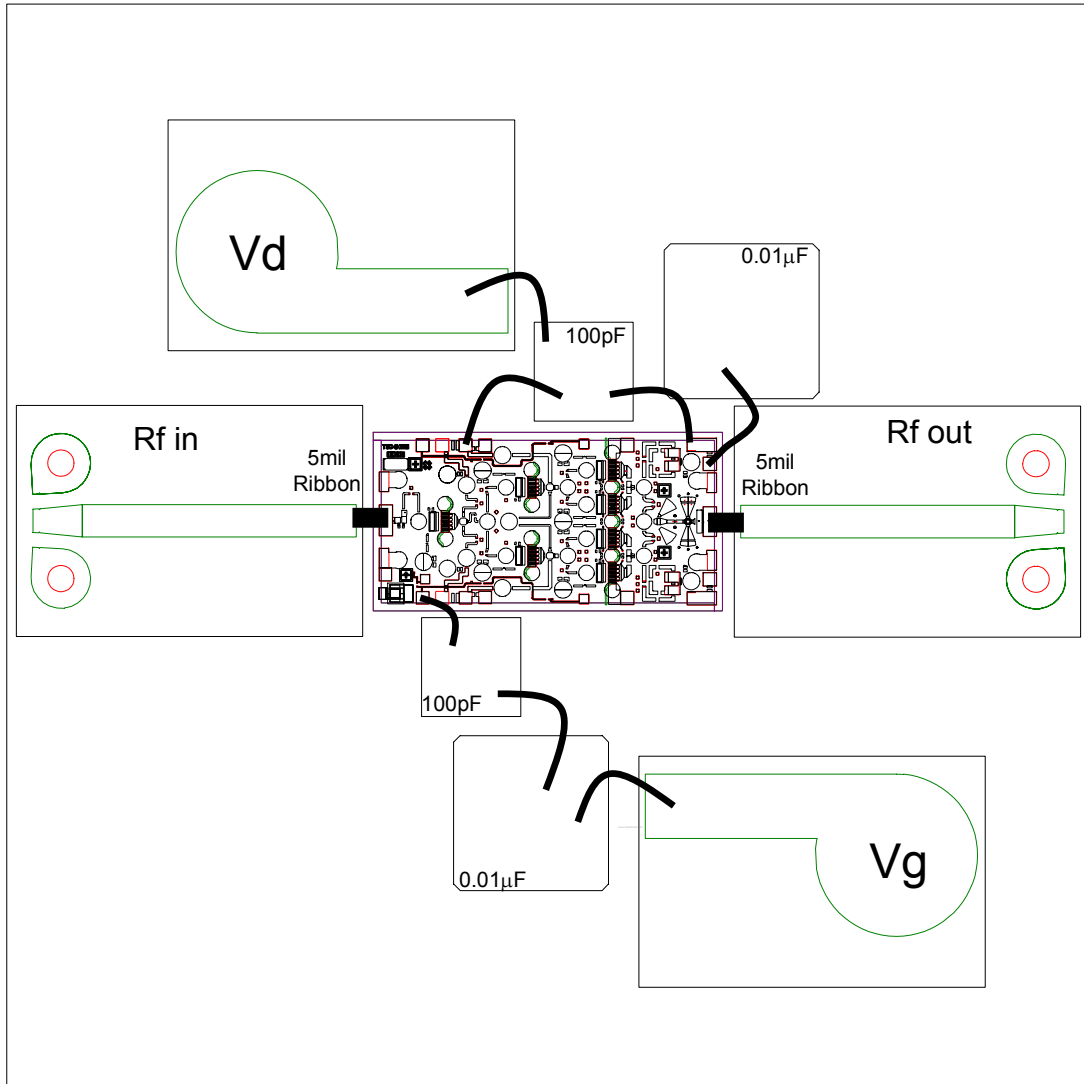 Vd
0.01μF
100pF
Rf in
5mil
Ribbon
Rf out
5mil
Ribbon
100pF
0.01μF
Vg